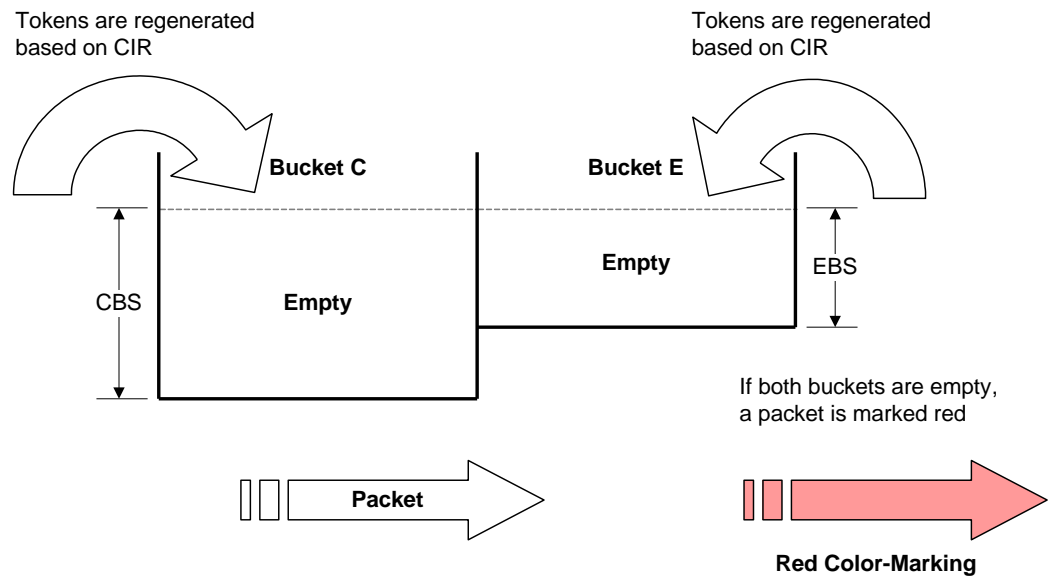 Tokens are regenerated
based on CIR
Tokens are regenerated
based on CIR
Bucket C
Bucket E
CBS
Empty
Empty
EBS
If both buckets are empty,
a packet is marked red
Packet
Red Color-Marking